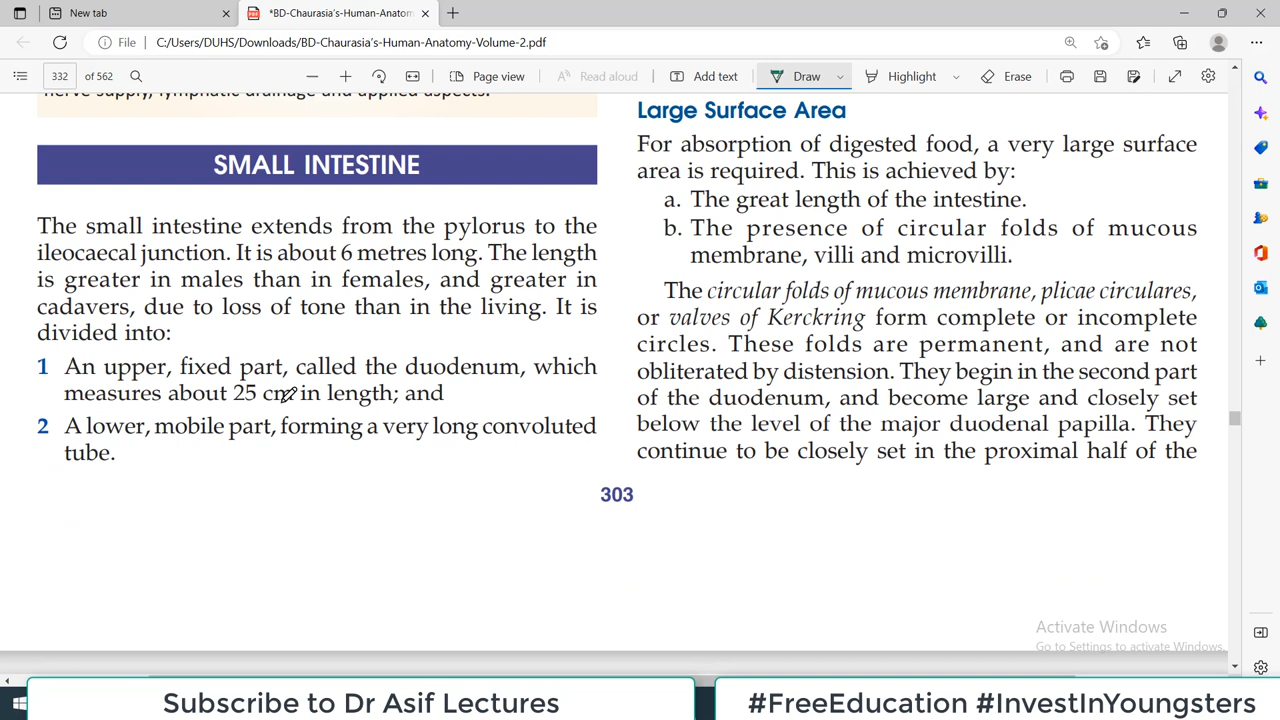 New tab
*BD-Chaurasia's-Human-Anatom
File
C:/Users/DUHS/Downloads/BD-Chaurasia's-Human-Anatomy-Volume-2.pdf
332 of 562
Page view
Read aloud
Add text
Draw
Highlight
Erase
nerve supply, lymphatic drainage and applied aspects.
SMALL INTESTINE
The small intestine extends from the pylorus to the
ileocaecal junction. It is about 6 metres long. The length
is greater in males than in females, and greater in
cadavers, due to loss of tone than in the living. It is
divided into:
1 An upper, fixed part, called the duodenum, which
measures about 25 cm in length; and
2 A lower, mobile part, forming a very long convoluted
tube.
Large Surface Area
For absorption of digested food, a very large surface
area is required. This is achieved by:
a. The great length of the intestine.
b. The presence of circular folds of mucous
membrane, villi and microvilli.
The circular folds of mucous membrane, plicae circulares,
or valves of Kerckring form complete or incomplete
circles. These folds are permanent, and are not
obliterated by distension. They begin in the second part
of the duodenum, and become large and closely set
below the level of the major duodenal papilla. They
continue to be closely set in the proximal half of the
303
Activate Windows
Go to Settings to activate Windows.
Subscribe to Dr Asif Lectures
#FreeEducation #InvestInYoungsters